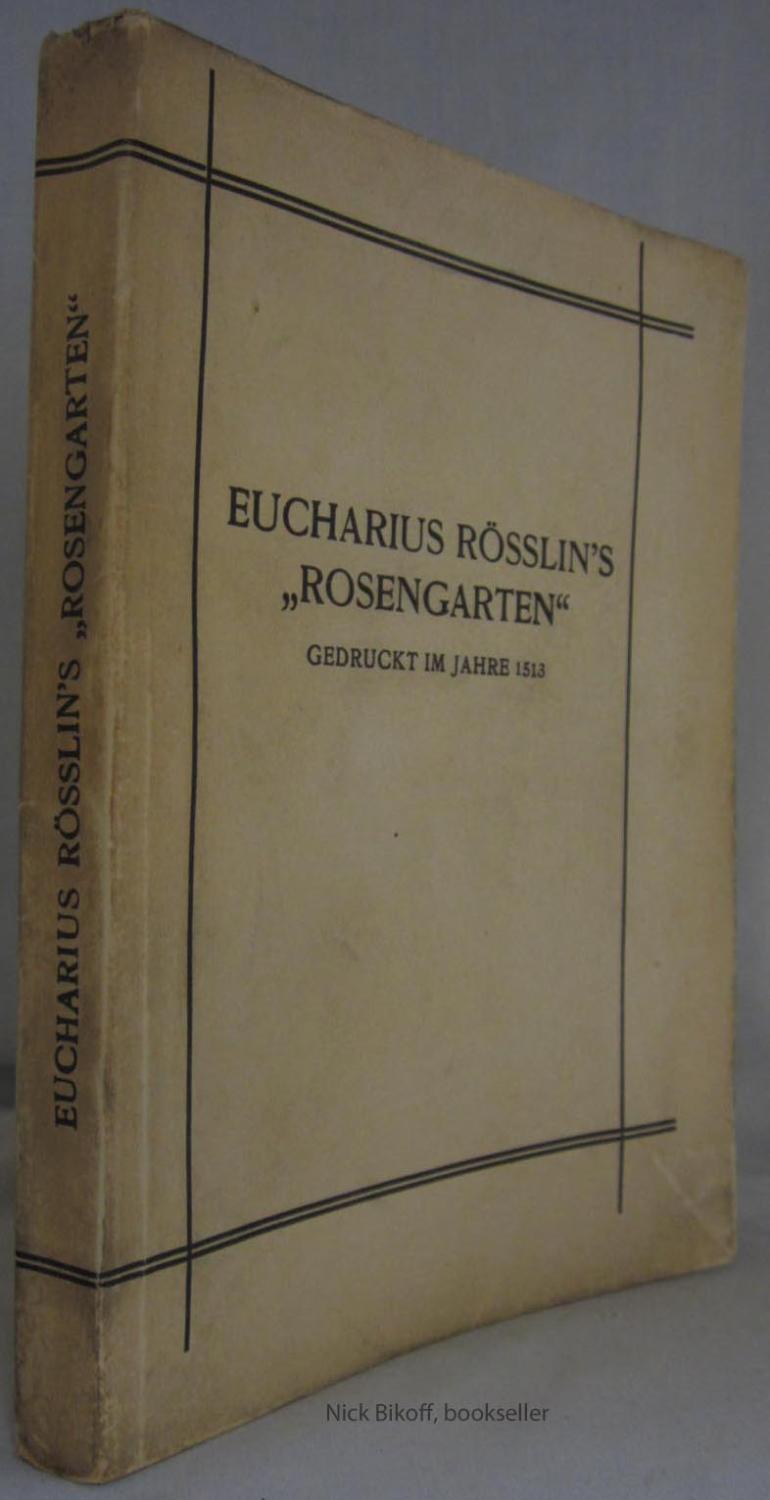 EUCHARIUS RÖSSLIN'S „ROSENGARTEN“
EUCHARIUS RÖSSLIN'S
„ROSENGARTEN“
GEDRUCKT IM JAHRE 1513
Nick Bikoff, bookseller